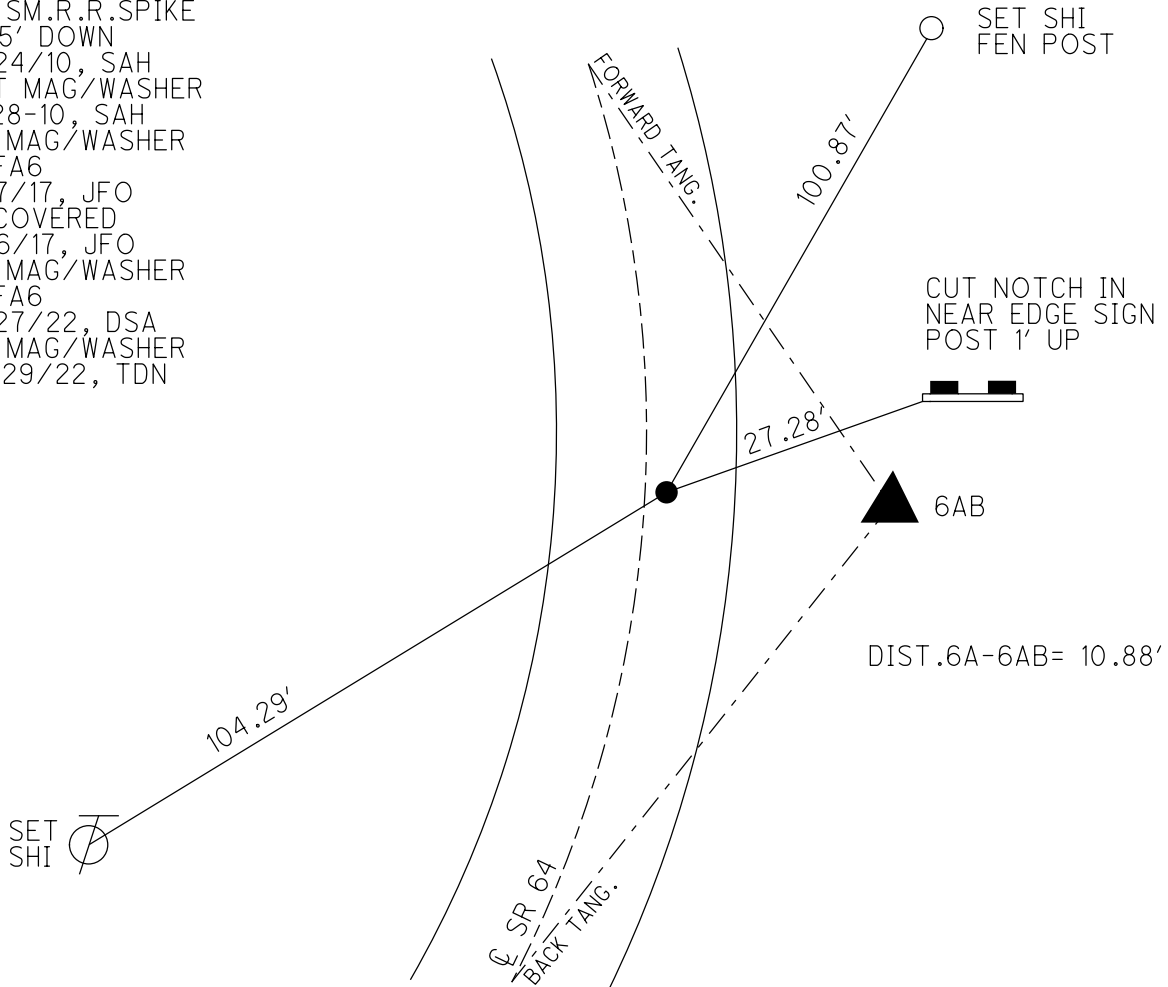 SM.R.R.SPIKE
5' DOWN
24/10, SAH
T MAG/WASHER
28-10, SAH
MAG/WASHER
FA6
7/17, JFO
COVERED
6/17, JFO
MAG/WASHER
FA6
27/22, DSA
MAG/WASHER
29/22, TDN
SET SHI
FEN POST
FORWARD TANG.
100.87'
CUT NOTCH IN
NEAR EDGE SIGN
POST 1' UP
27.28'
6AB
DIST.6A-6AB= 10.88'
104.29'
SET
SHI
℄ SR 64
BACK TANG.